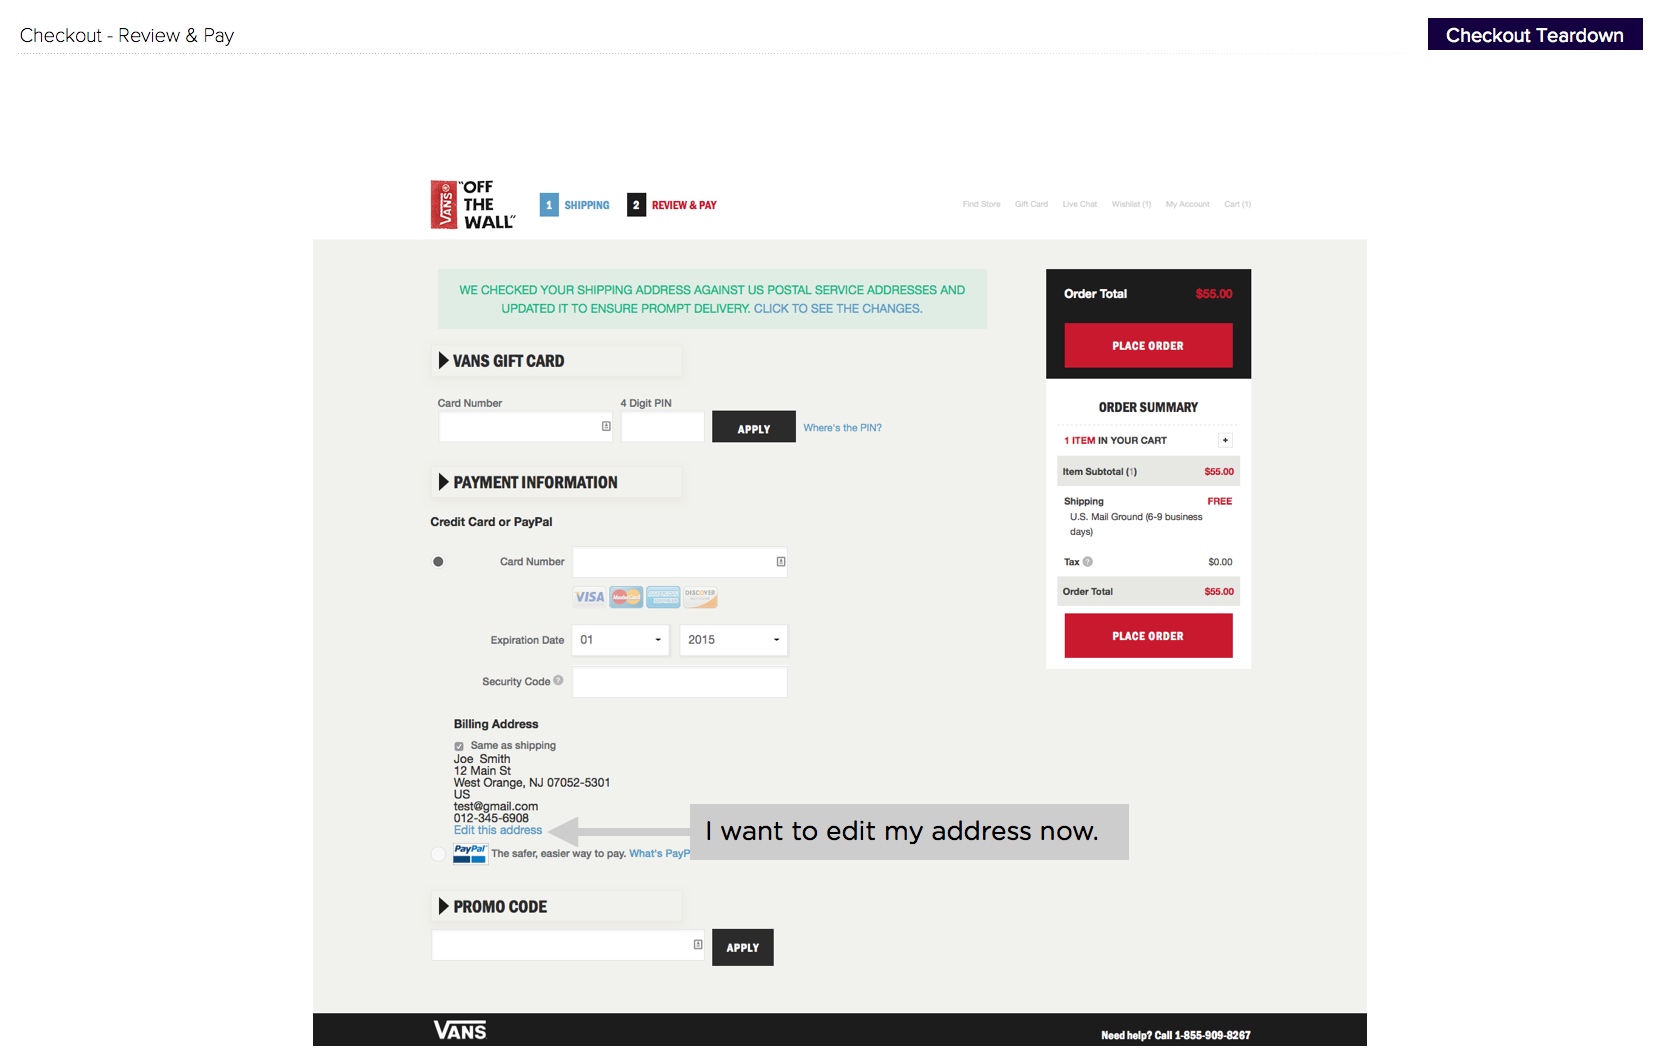 Checkout - Review & Pay
Checkout Teardown
VANS
"OFF
THE
WALL"
1 SHIPPING
2 REVIEW & PAY
Find Store Gift Card Live Chat Wishlist (1) My Account Cart (1)
WE CHECKED YOUR SHIPPING ADDRESS AGAINST US POSTAL SERVICE ADDRESSES AND
UPDATED IT TO ENSURE PROMPT DELIVERY. CLICK TO SEE THE CHANGES.
VANS GIFT CARD
Card Number 4 Digit PIN
APPLY Where's the PIN?
PAYMENT INFORMATION
Credit Card or PayPal
Card Number
VISA MasterCard AMERICAN EXPRESS DISCOVER
Expiration Date 01 2015
Security Code ?
Billing Address
Same as shipping
Joe Smith
12 Main St
West Orange, NJ 07052-5301
US
test@gmail.com
012-345-6908
Edit this address
I want to edit my address now.
PayPal The safer, easier way to pay. What's PayP
PROMO CODE
APPLY
Order Total $55.00
PLACE ORDER
ORDER SUMMARY
1 ITEM IN YOUR CART +
Item Subtotal (1) $55.00
Shipping FREE
U.S. Mail Ground (6-9 business
days)
Tax ? $0.00
Order Total $55.00
PLACE ORDER
VANS
Need help? Call 1-855-909-8267